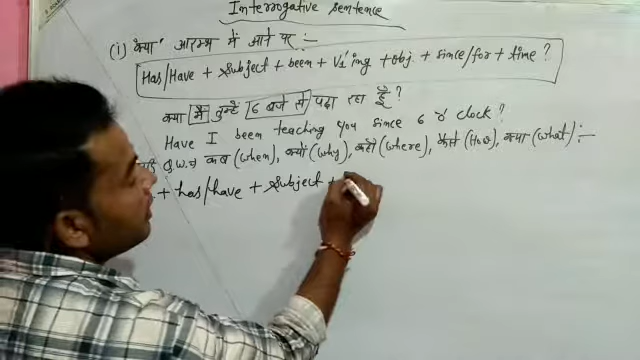 Interrogative sentence
(i) क्या आरम्भ में आने पर :-
Has/Have + Subject + been + V₁ ing + obj. + since/for + time ?
क्या मैं तुम्हें 6 बजे से पढ़ा रहा हूँ ?
Have I been teaching you since 6 o' clock ?
Q.W. कब (when), क्यों (why), कहाँ (where), कैसे (How), क्या (what) :-
+ has/have + Subject +